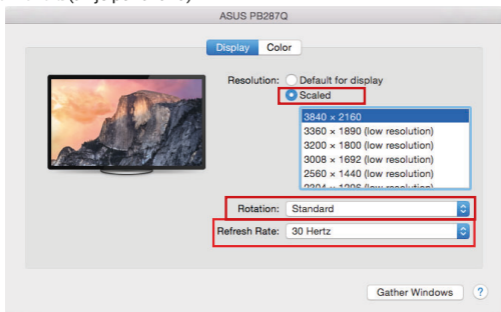 ASUS PB287Q
Display Color
Resolution: Default for display
Scaled
3840 × 2160
3360 × 1890 (low resolution)
3200 × 1800 (low resolution)
3008 × 1692 (low resolution)
2560 × 1440 (low resolution)
Rotation: Standard
Refresh Rate: 30 Hertz
Gather Windows ?